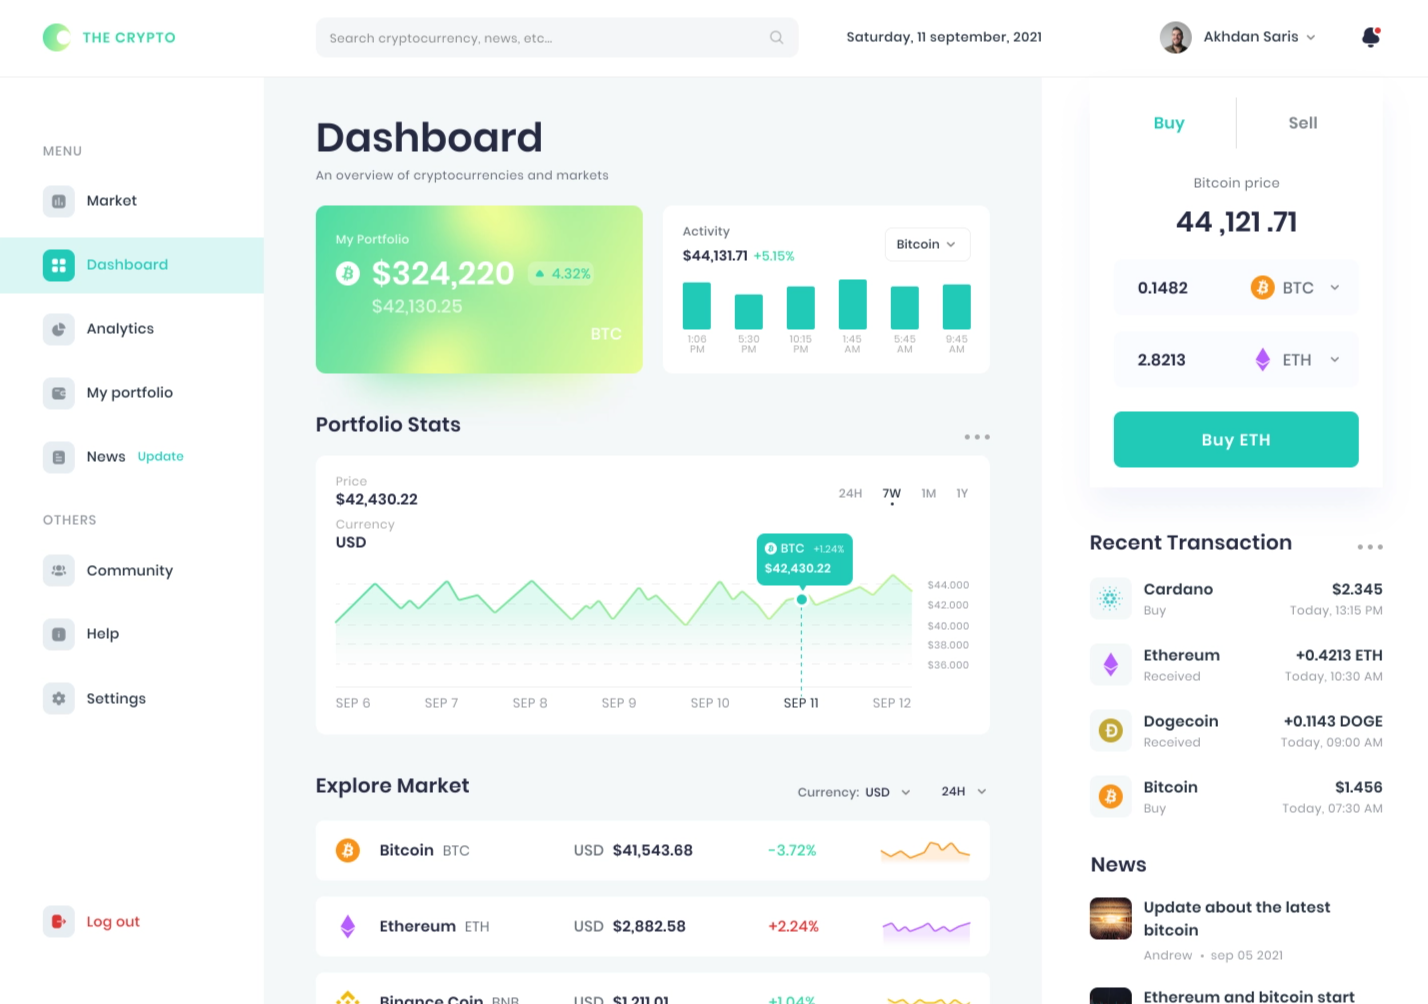 THE CRYPTO
Search cryptocurrency, news, etc...
Saturday, 11 september, 2021
Akhdan Saris
MENU
Market
Dashboard
Analytics
My portfolio
News Update
OTHERS
Community
Help
Settings
Log out
Dashboard
An overview of cryptocurrencies and markets
My Portfolio
$324,220 4.32%
$42,130.25
BTC
Activity
$44,131.71 +5.15%
Bitcoin
1:06 PM
5:30 PM
10:15 PM
1:45 AM
5:45 AM
9:45 AM
Portfolio Stats
Price
$42,430.22
Currency
USD
24H 7W 1M 1Y
BTC +1.24%
$42,430.22
$44.000
$42.000
$40.000
$38.000
$36.000
SEP 6 SEP 7 SEP 8 SEP 9 SEP 10 SEP 11 SEP 12
Explore Market
Currency: USD 24H
Bitcoin BTC USD $41,543.68 -3.72%
Ethereum ETH USD $2,882.58 +2.24%
Binance Coin BNB USD $1,211.01 +1.04%
Buy Sell
Bitcoin price
44 ,121 .71
0.1482 BTC
2.8213 ETH
Buy ETH
Recent Transaction
Cardano $2.345
Buy Today, 13:15 PM
Ethereum +0.4213 ETH
Received Today, 10:30 AM
Dogecoin +0.1143 DOGE
Received Today, 09:00 AM
Bitcoin $1.456
Buy Today, 07:30 AM
News
Update about the latest
bitcoin
Andrew • sep 05 2021
Ethereum and bitcoin start